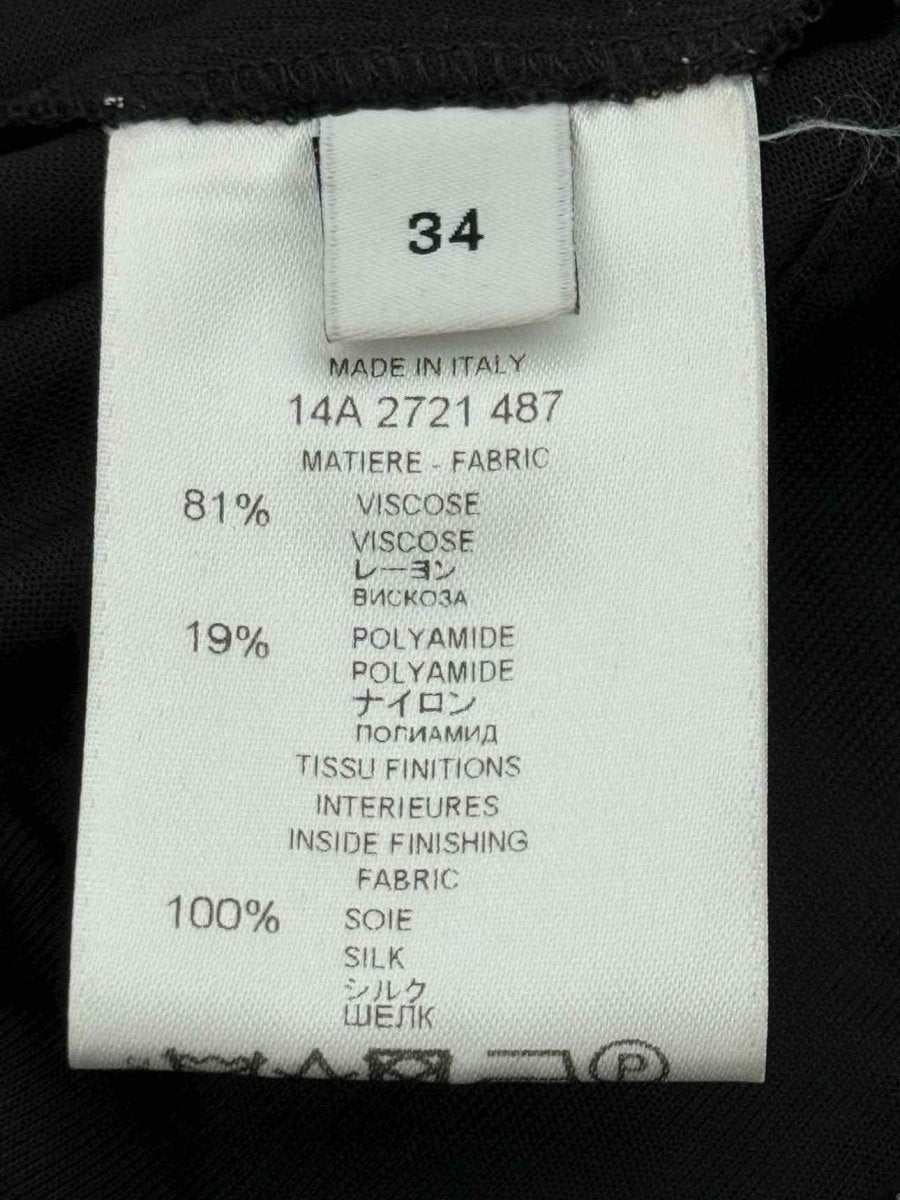 34
MADE IN ITALY
14A 2721 487
MATIERE - FABRIC
81% VISCOSE
VISCOSE
レーヨン
ВИСКОЗА
19% POLYAMIDE
POLYAMIDE
ナイロン
ПОЛИАМИД
TISSU FINITIONS
INTERIEURES
INSIDE FINISHING
FABRIC
100% SOIE
SILK
シルク
ШЕЛК
P